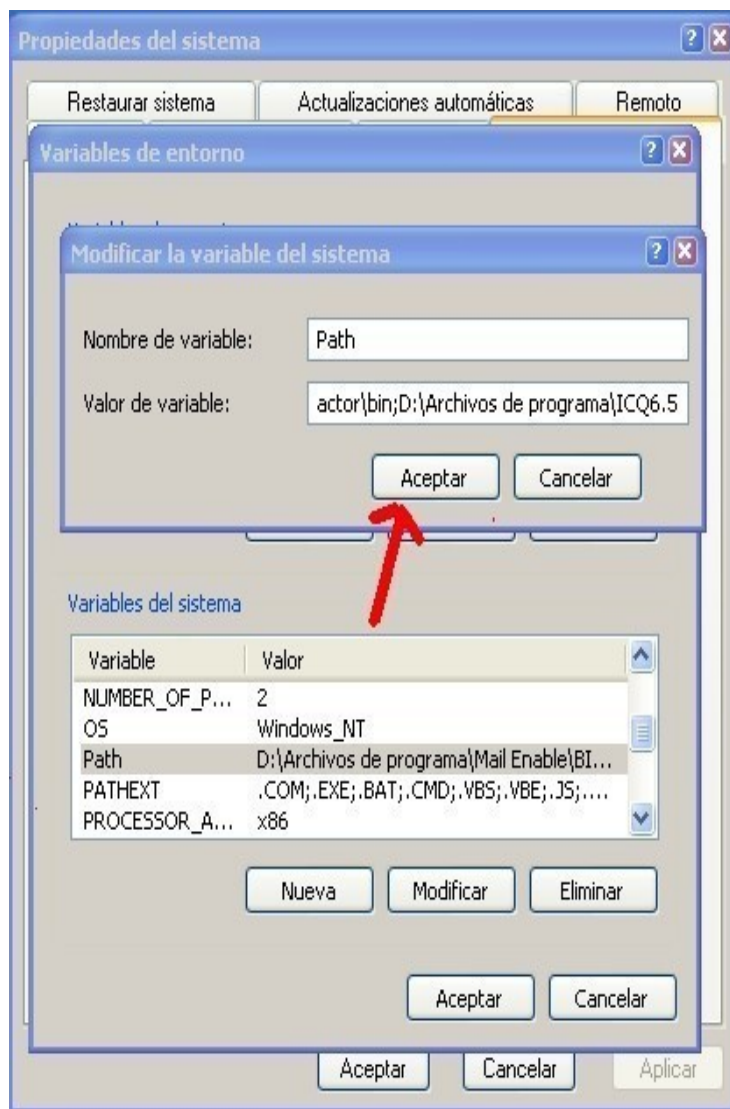 Propiedades del sistema
Restaurar sistema Actualizaciones automáticas Remoto
Variables de entorno
Modificar la variable del sistema
Nombre de variable: Path
Valor de variable: actor\bin;D:\Archivos de programa\ICQ6.5
Aceptar Cancelar
Variables del sistema
Variable Valor
NUMBER_OF_P... 2
OS Windows_NT
Path D:\Archivos de programa\Mail Enable\BI...
PATHEXT .COM;.EXE;.BAT;.CMD;.VBS;.VBE;.JS;....
PROCESSOR_A... x86
Nueva Modificar Eliminar
Aceptar Cancelar
Aceptar Cancelar Aplicar